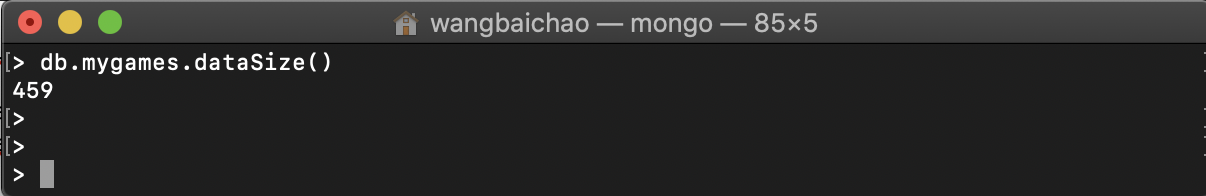 wangbaichao — mongo — 85×5
[> db.mygames.dataSize()
459
[>
[>
>